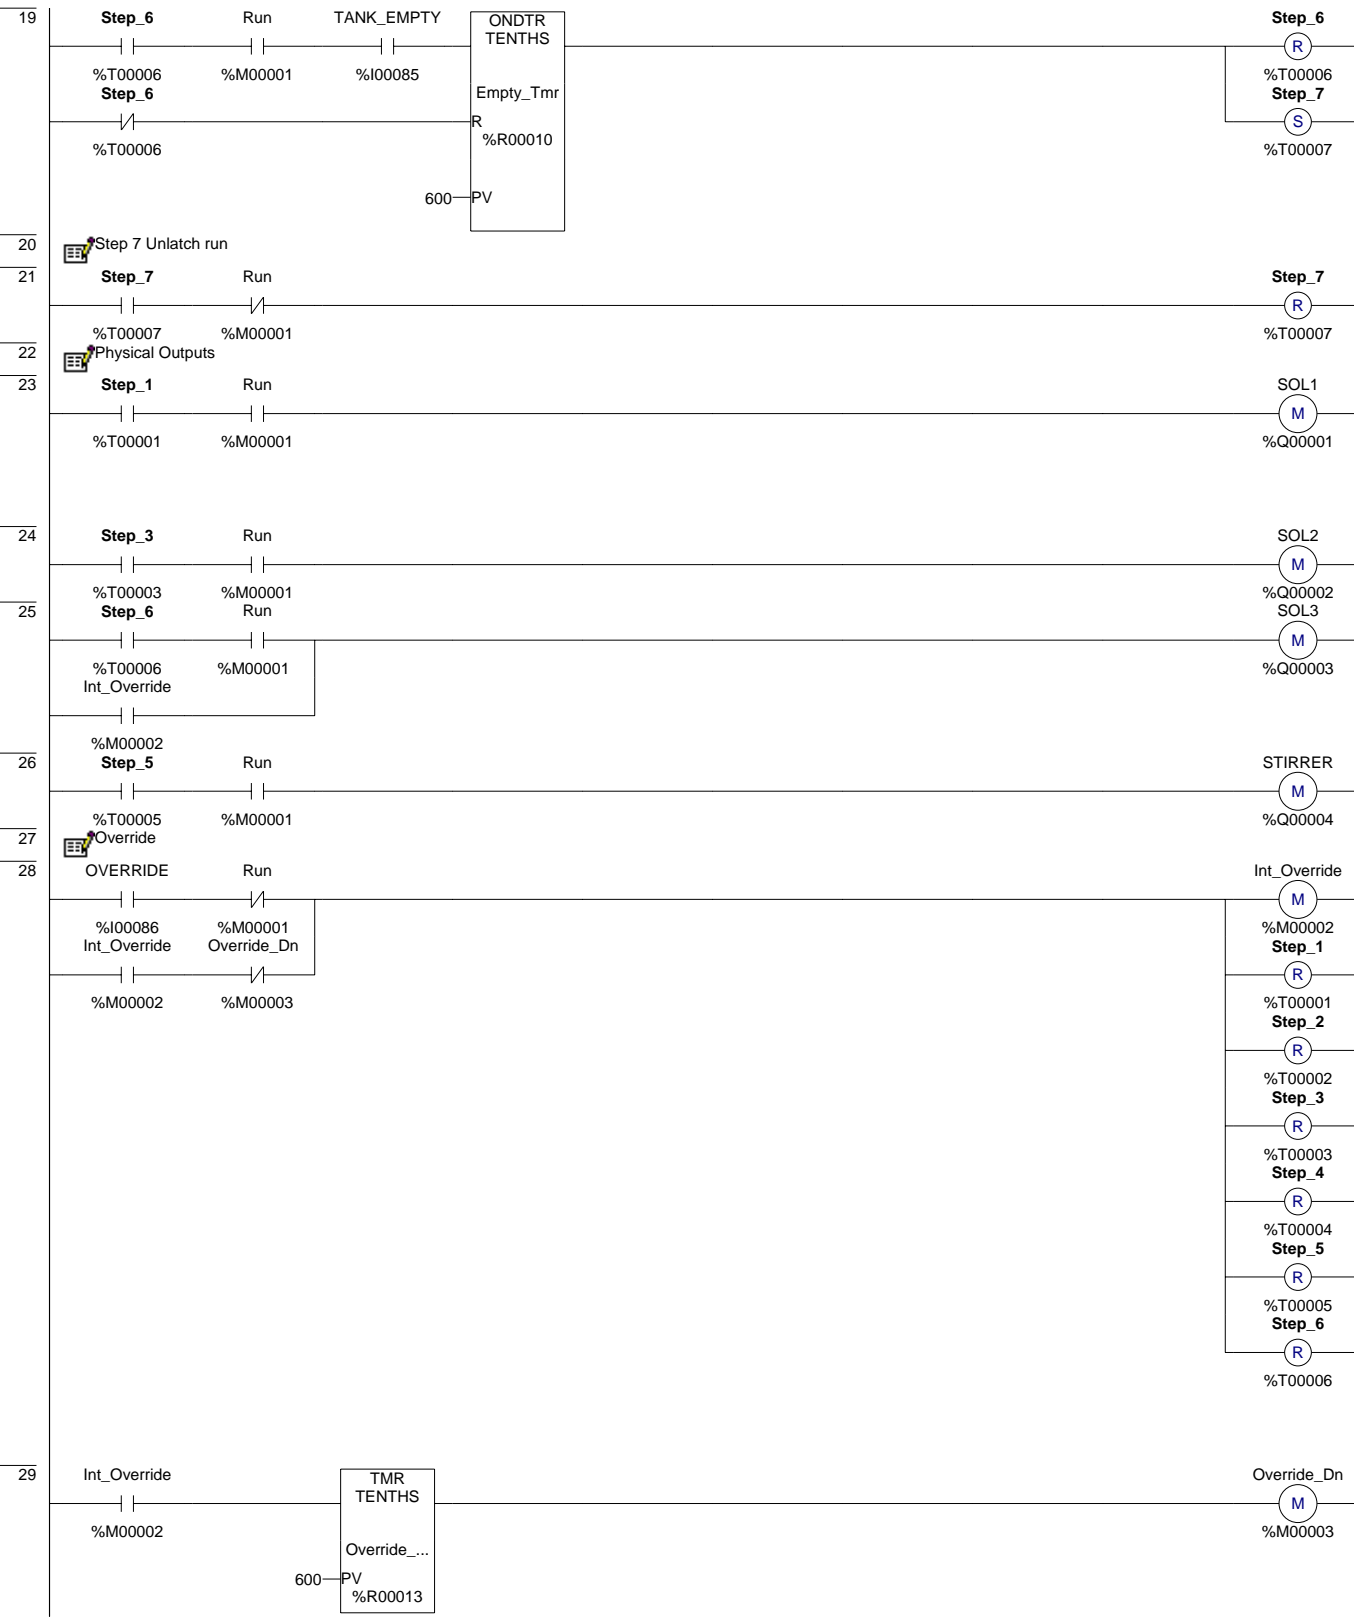 19 Step_6 Run TANK_EMPTY ONDTR Step_6
TENTHS
R
%T00006 %M00001 %I00085 %T00006
Step_6 Empty_Tmr Step_7
R S
%T00006 %R00010 %T00007
600 PV
20 Step 7 Unlatch run
21 Step_7 Run Step_7
R
%T00007 %M00001 %T00007
22 Physical Outputs
23 Step_1 Run SOL1
M
%T00001 %M00001 %Q00001
24 Step_3 Run SOL2
M
%T00003 %M00001 %Q00002
25 Step_6 Run SOL3
M
%T00006 %M00001 %Q00003
Int_Override
%M00002
26 Step_5 Run STIRRER
M
%T00005 %M00001 %Q00004
27 Override
28 OVERRIDE Run Int_Override
M
%I00086 %M00001 %M00002
Int_Override Override_Dn Step_1
R
%M00002 %M00003 %T00001
Step_2
R
%T00002
Step_3
R
%T00003
Step_4
R
%T00004
Step_5
R
%T00005
Step_6
R
%T00006
29 Int_Override TMR Override_Dn
TENTHS
M
%M00002 %M00003
Override_...
600 PV
%R00013